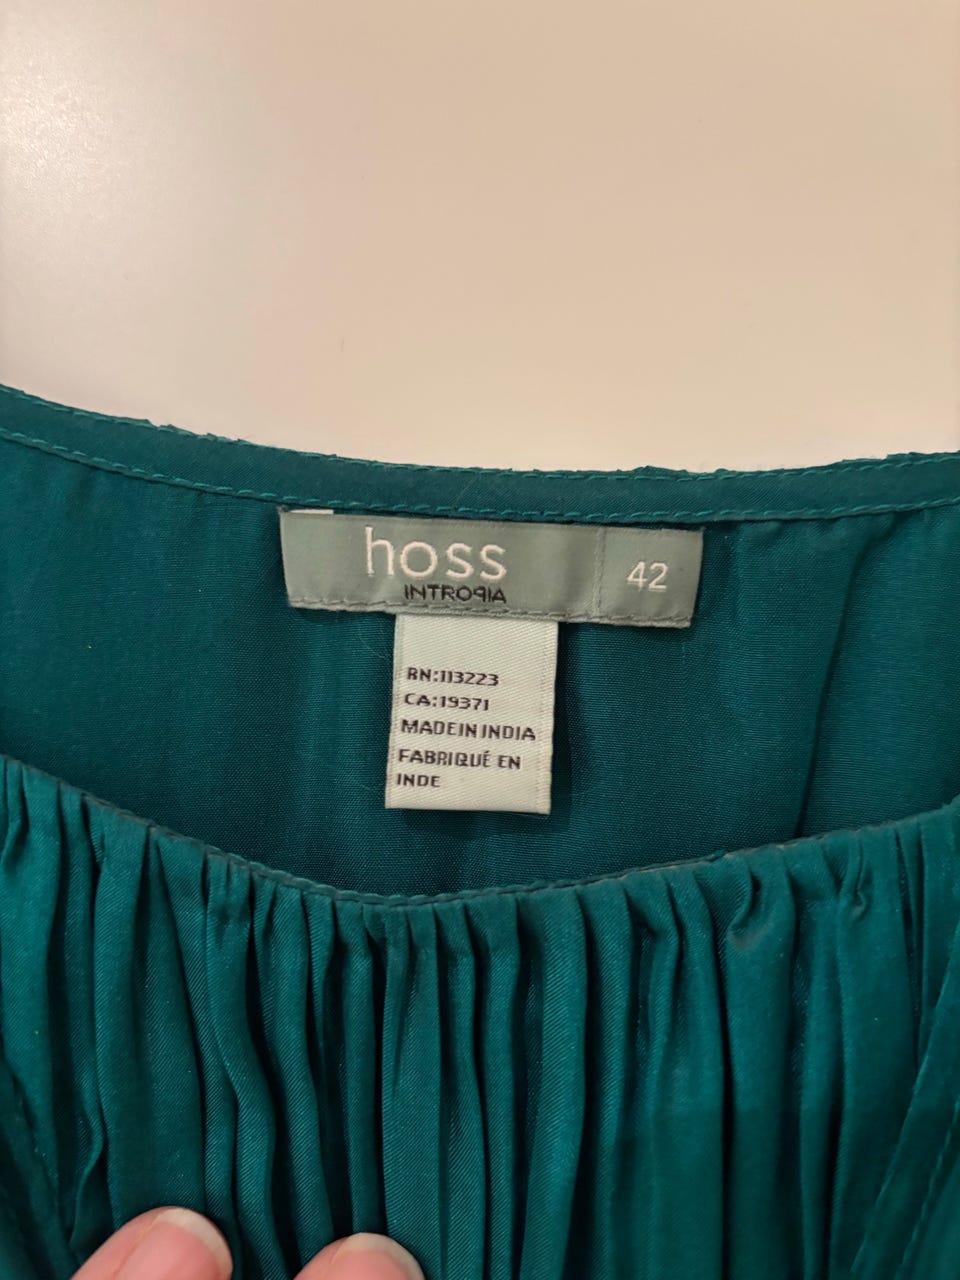 hoss
INTROPIA
42
RN:113223
CA:19371
MADE IN INDIA
FABRIQUÉ EN
INDE